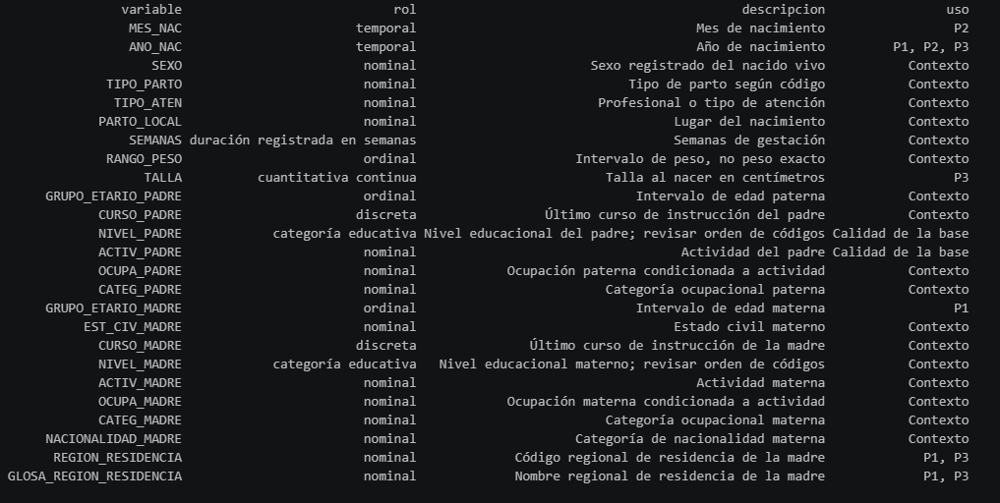 variable rol descripcion uso
MES_NAC temporal Mes de nacimiento P2
ANO_NAC temporal Año de nacimiento P1, P2, P3
SEXO nominal Sexo registrado del nacido vivo Contexto
TIPO_PARTO nominal Tipo de parto según código Contexto
TIPO_ATEN nominal Profesional o tipo de atención Contexto
PARTO_LOCAL nominal Lugar del nacimiento Contexto
SEMANAS duración registrada en semanas Semanas de gestación Contexto
RANGO_PESO ordinal Intervalo de peso, no peso exacto Contexto
TALLA cuantitativa continua Talla al nacer en centímetros P3
GRUPO_ETARIO_PADRE ordinal Intervalo de edad paterna Contexto
CURSO_PADRE discreta Último curso de instrucción del padre Contexto
NIVEL_PADRE categoría educativa Nivel educacional del padre; revisar orden de códigos Calidad de la base
ACTIV_PADRE nominal Actividad del padre Calidad de la base
OCUPA_PADRE nominal Ocupación paterna condicionada a actividad Contexto
CATEG_PADRE nominal Categoría ocupacional paterna Contexto
GRUPO_ETARIO_MADRE ordinal Intervalo de edad materna P1
EST_CIV_MADRE nominal Estado civil materno Contexto
CURSO_MADRE discreta Último curso de instrucción de la madre Contexto
NIVEL_MADRE categoría educativa Nivel educacional materno; revisar orden de códigos Contexto
ACTIV_MADRE nominal Actividad materna Contexto
OCUPA_MADRE nominal Ocupación materna condicionada a actividad Contexto
CATEG_MADRE nominal Categoría ocupacional materna Contexto
NACIONALIDAD_MADRE nominal Categoría de nacionalidad materna Contexto
REGION_RESIDENCIA nominal Código regional de residencia de la madre P1, P3
GLOSA_REGION_RESIDENCIA nominal Nombre regional de residencia de la madre P1, P3